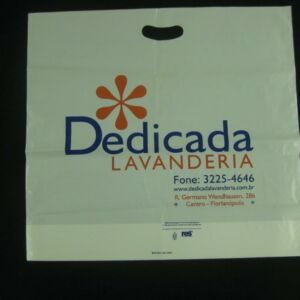 Dedicada
LAVANDERIA
Fone: 3225-4646
www.dedicadalavanderia.com.br
R. Germano Wendhausen, 286
Centro - Florianópolis